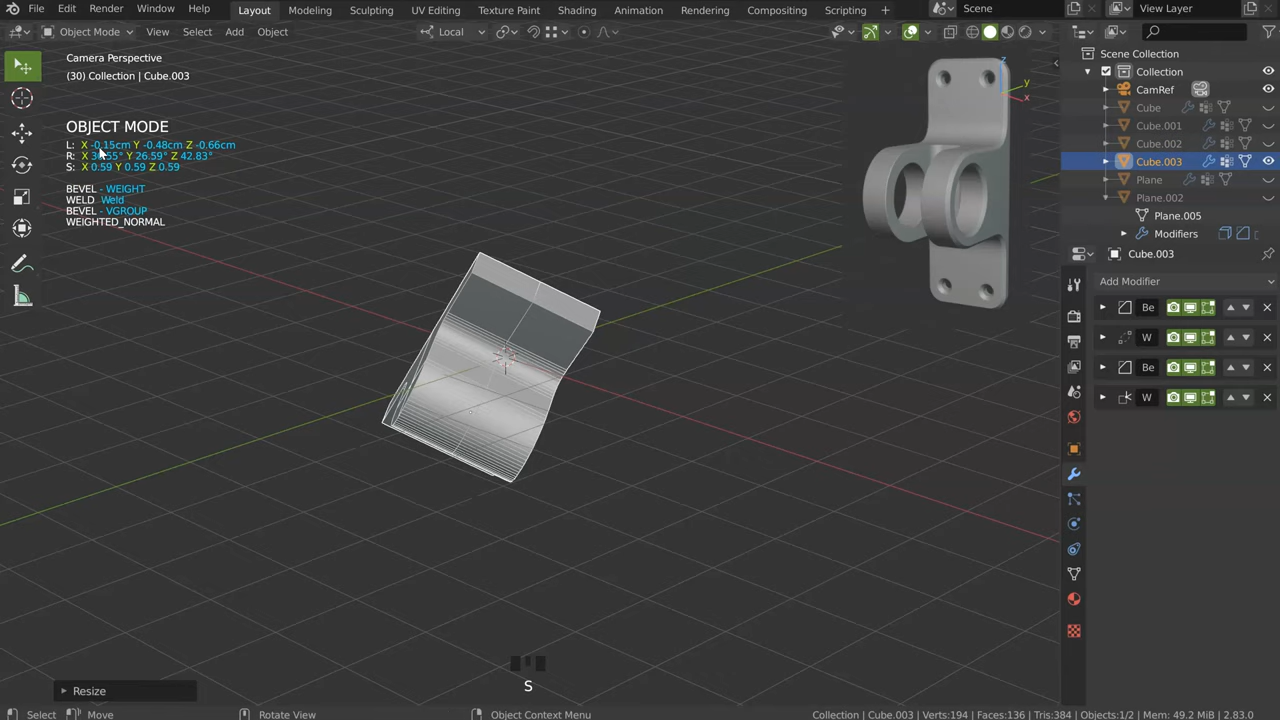 File Edit Render Window Help Layout Modeling Sculpting UV Editing Texture Paint Shading Animation Rendering Compositing Scripting + Scene View Layer
Object Mode View Select Add Object Local
Camera Perspective
(30) Collection | Cube.003
OBJECT MODE
L: X -0.15cm Y -0.48cm Z -0.66cm
R: Y 26.59° Z 42.83°
S: X 0.59 Y 0.59 Z 0.59
BEVEL - WEIGHT
WELD Weld
BEVEL - VGROUP
WEIGHTED_NORMAL
z
y
x
Scene Collection
Collection
CamRef
Cube
Cube.001
Cube.002
Cube.003
Plane
Plane.002
Plane.005
Modifiers
Cube.003
Add Modifier
Be
W
Be
W
S
Resize
Select Move Rotate View Object Context Menu Collection | Cube.003 | Verts:194 | Faces:136 | Tris:384 | Objects:1/2 | Mem: | 2.83.0